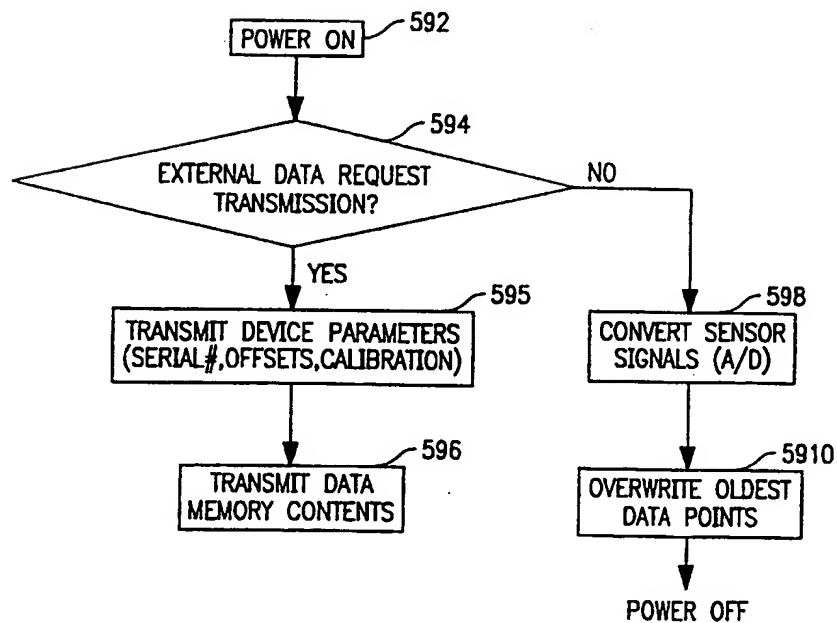 POWER ON
592
594
EXTERNAL DATA REQUEST
TRANSMISSION?
NO
YES
595
TRANSMIT DEVICE PARAMETERS
(SERIAL#,OFFSETS,CALIBRATION)
598
CONVERT SENSOR
SIGNALS (A/D)
596
TRANSMIT DATA
MEMORY CONTENTS
5910
OVERWRITE OLDEST
DATA POINTS
POWER OFF